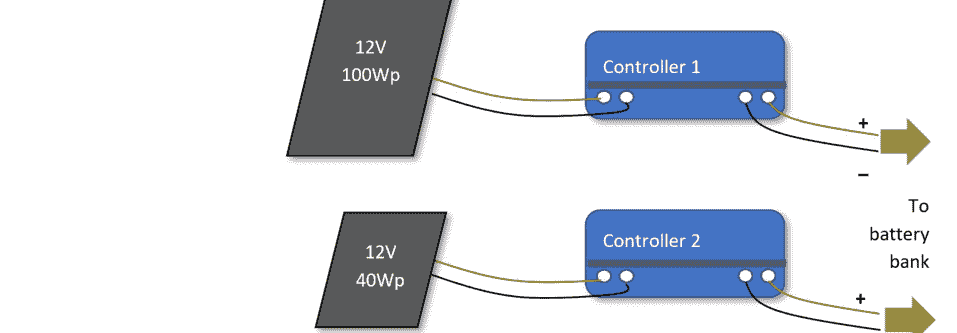 12V
100Wp
Controller 1
+
−
To
battery
bank
12V
40Wp
Controller 2
+